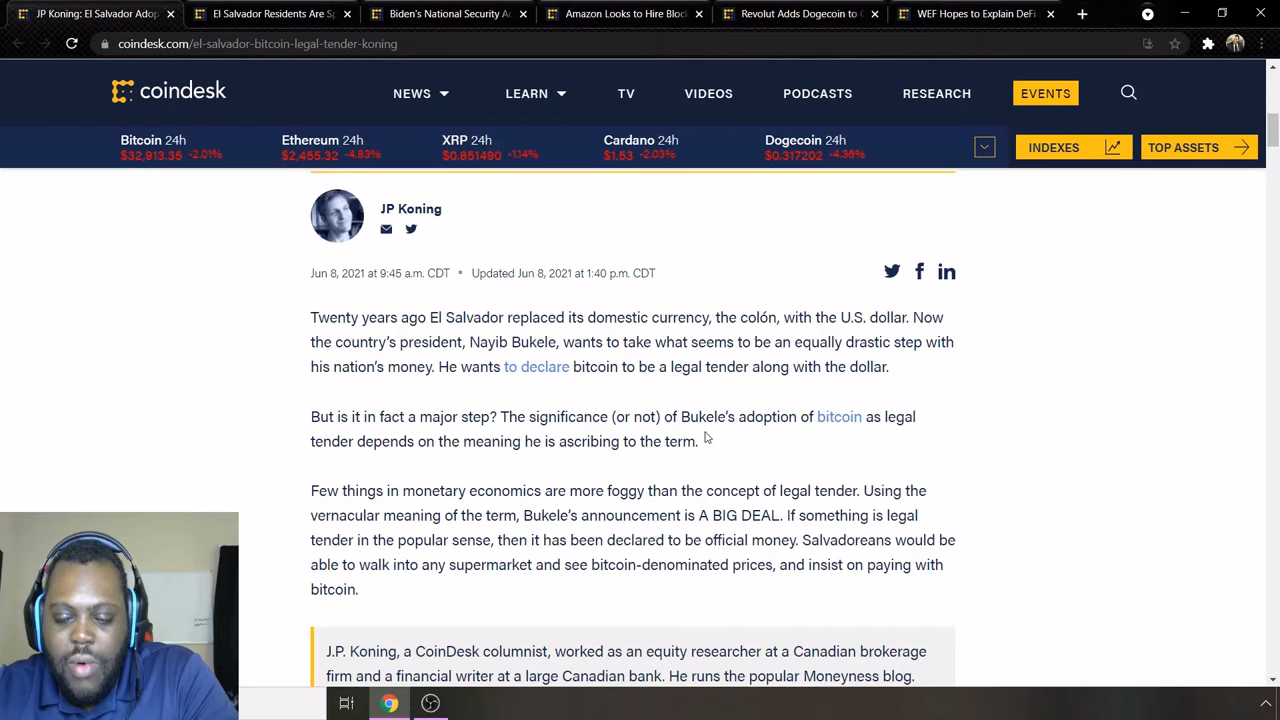 JP Koning: El Salvador Adop
El Salvador Residents Are Sp
Biden's National Security A
Amazon Looks to Hire Bloc
Revolut Adds Dogecoin to
WEF Hopes to Explain DeFi
coindesk.com/el-salvador-bitcoin-legal-tender-koning
coindesk
NEWS
LEARN
TV
VIDEOS
PODCASTS
RESEARCH
EVENTS
Bitcoin 24h
$32,913.35 -2.01%
Ethereum 24h
$2,455.32 -4.83%
XRP 24h
$0.851490 -1.14%
Cardano 24h
$1.53 -2.03%
Dogecoin 24h
$0.317202 -4.36%
INDEXES
TOP ASSETS
JP Koning
Jun 8, 2021 at 9:45 a.m. CDT • Updated Jun 8, 2021 at 1:40 p.m. CDT
Twenty years ago El Salvador replaced its domestic currency, the colón, with the U.S. dollar. Now
the country's president, Nayib Bukele, wants to take what seems to be an equally drastic step with
his nation's money. He wants to declare bitcoin to be a legal tender along with the dollar.
But is it in fact a major step? The significance (or not) of Bukele's adoption of bitcoin as legal
tender depends on the meaning he is ascribing to the term.
Few things in monetary economics are more foggy than the concept of legal tender. Using the
vernacular meaning of the term, Bukele's announcement is A BIG DEAL. If something is legal
tender in the popular sense, then it has been declared to be official money. Salvadoreans would be
able to walk into any supermarket and see bitcoin-denominated prices, and insist on paying with
bitcoin.
J.P. Koning, a CoinDesk columnist, worked as an equity researcher at a Canadian brokerage
firm and a financial writer at a large Canadian bank. He runs the popular Moneyness blog.